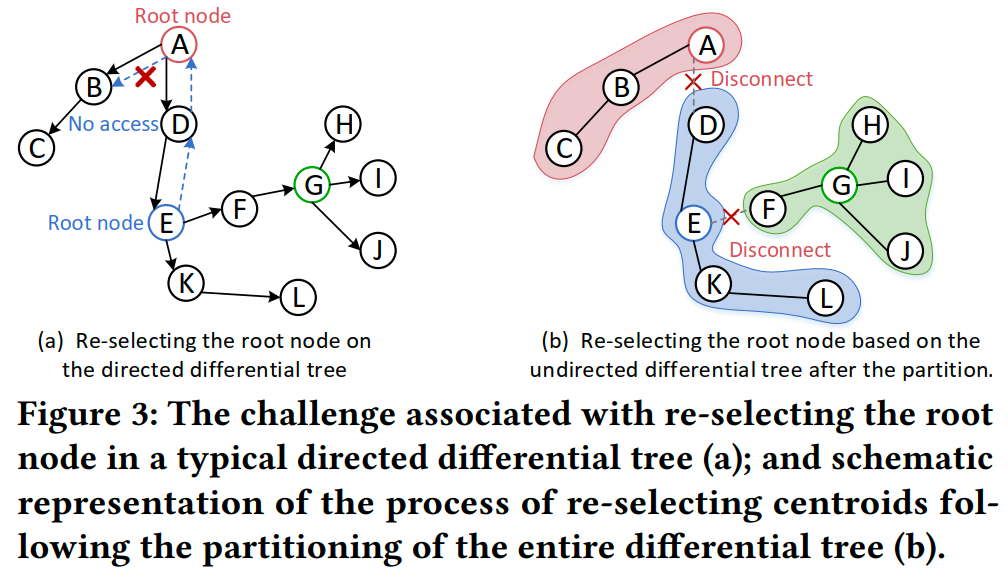 Root node
A
B
No access
D
C
H
G
I
F
Root node
E
J
K
L
(a) Re-selecting the root node on
the directed differential tree
A
Disconnect
B
D
C
H
G
I
F
E
Disconnect
J
K
L
(b) Re-selecting the root node based on the
undirected differential tree after the partition.
Figure 3: The challenge associated with re-selecting the root
node in a typical directed differential tree (a); and schematic
representation of the process of re-selecting centroids fol-
lowing the partitioning of the entire differential tree (b).